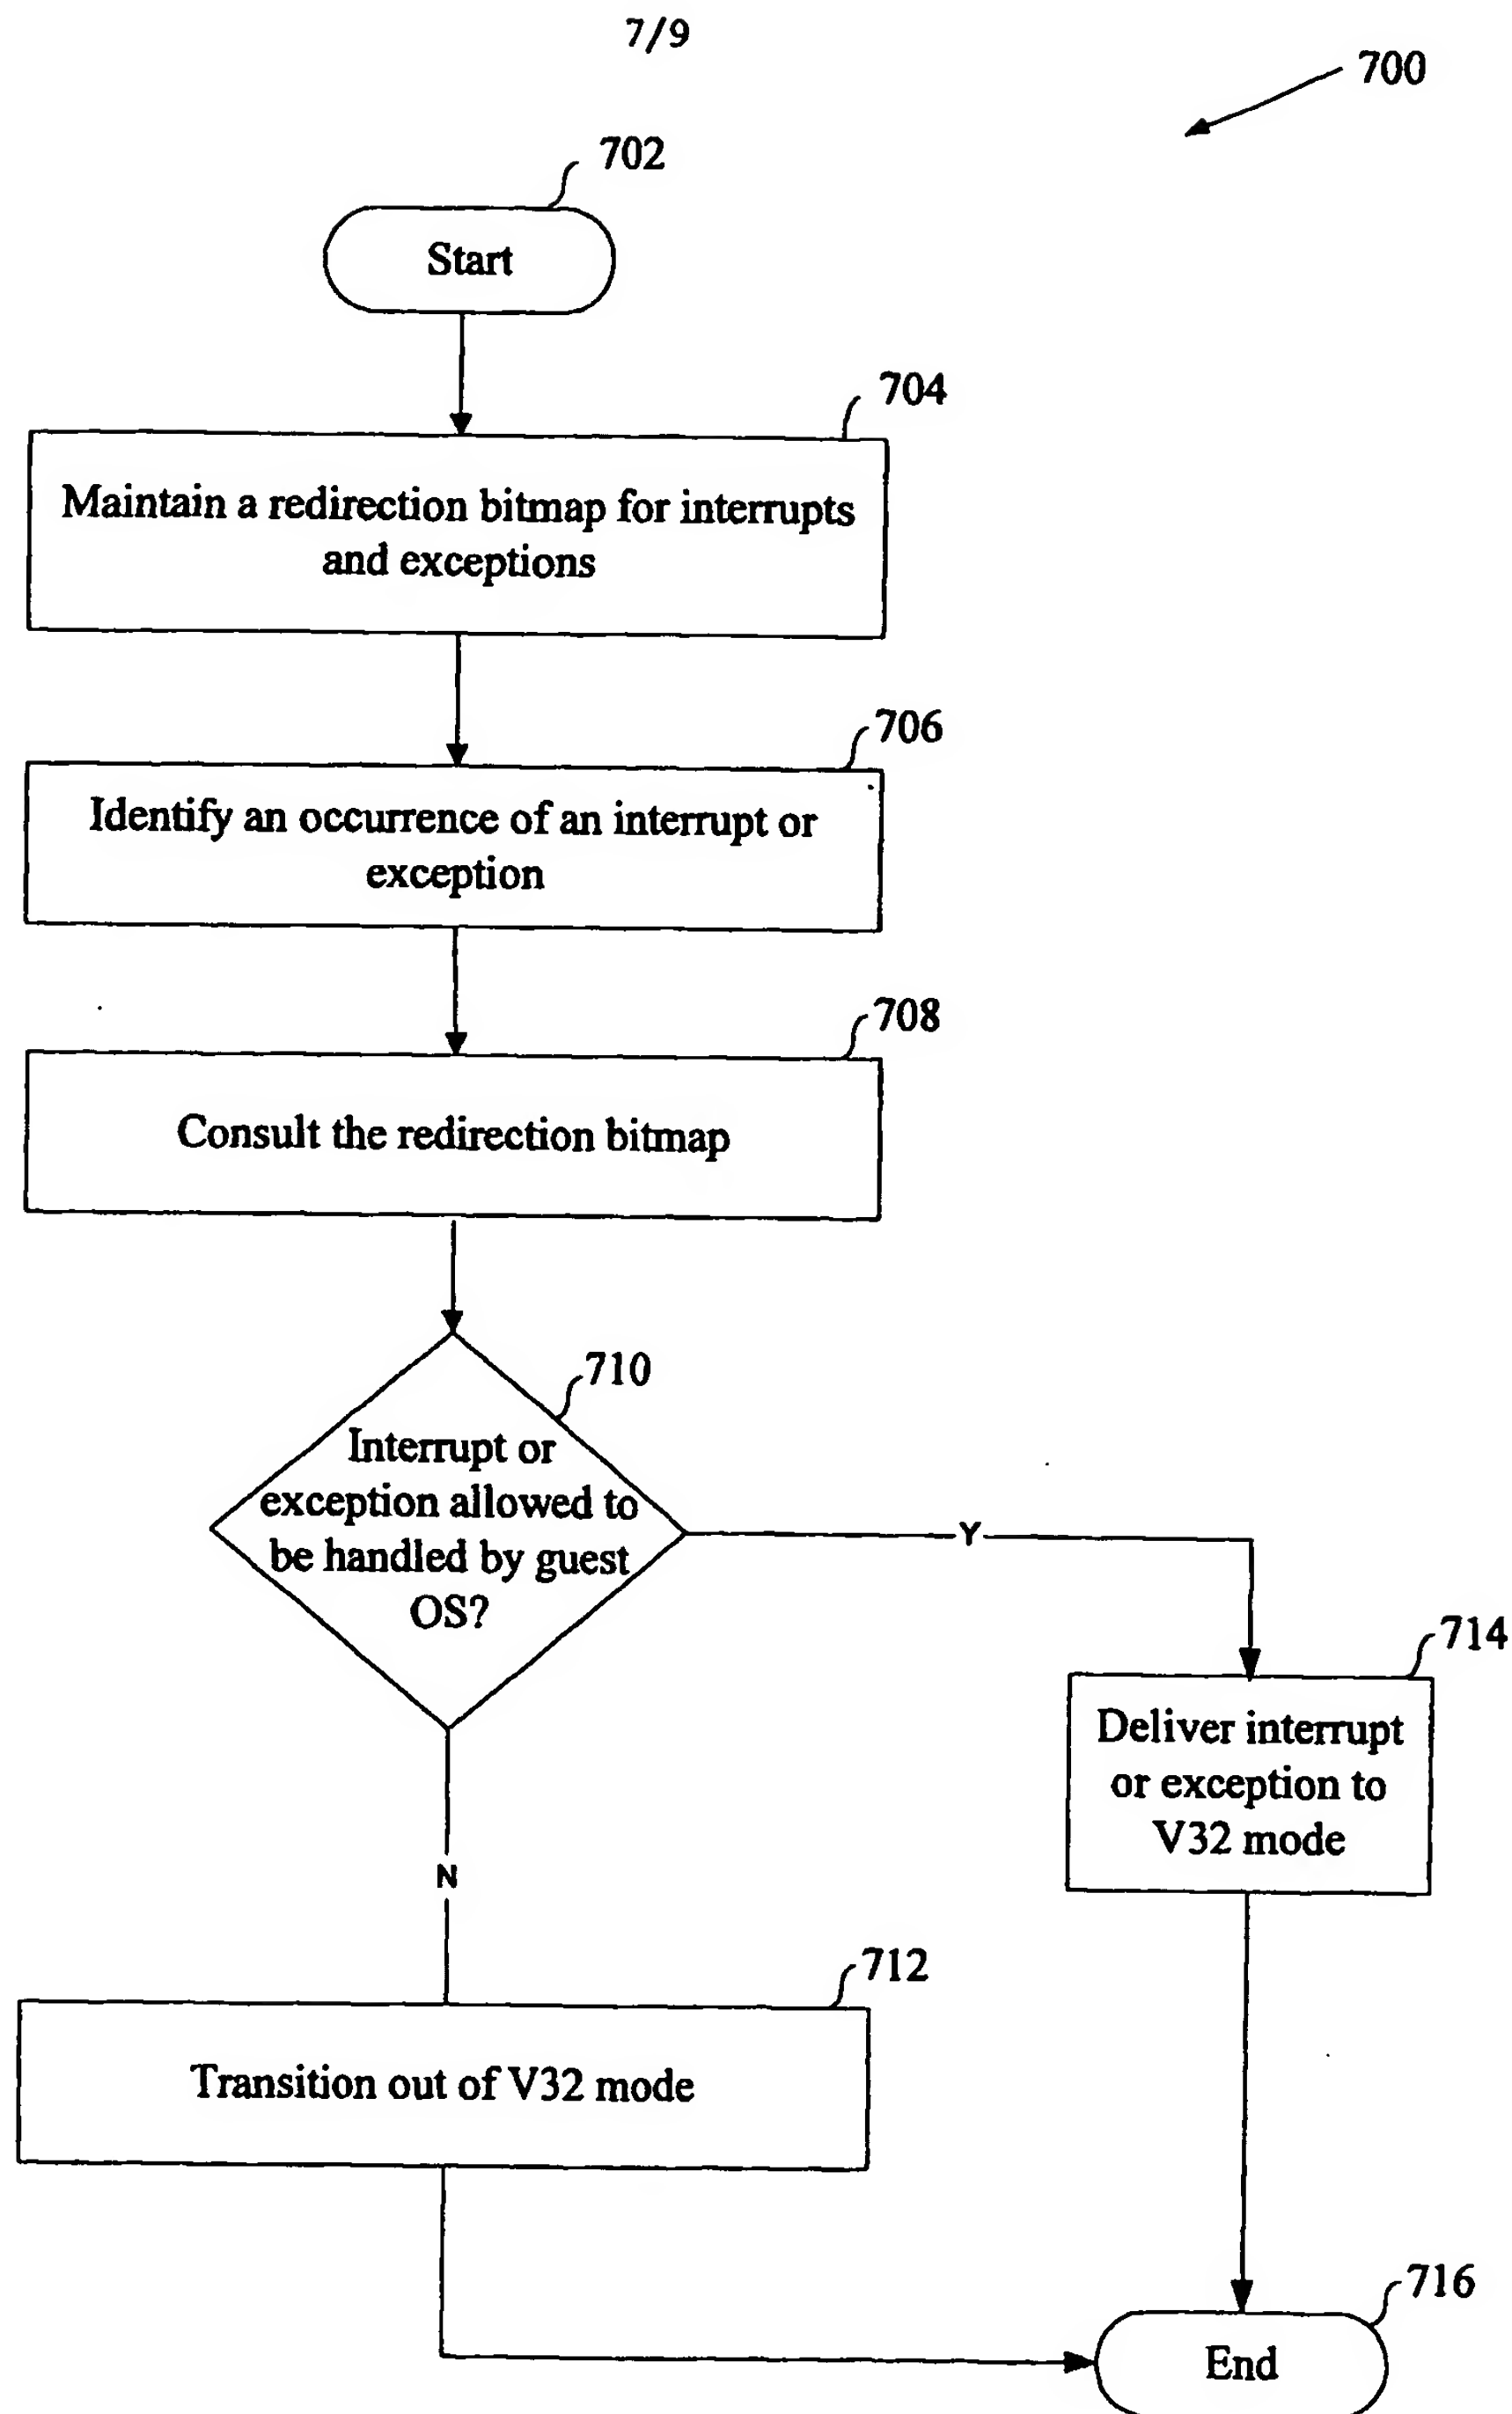 7/9
700
702
Start
704
Maintain a redirection bitmap for interrupts
and exceptions
706
Identify an occurrence of an interrupt or
exception
708
Consult the redirection bitmap
710
Interrupt or
exception allowed to
be handled by guest
OS?
Y
714
Deliver interrupt
or exception to
V32 mode
N
712
Transition out of V32 mode
716
End